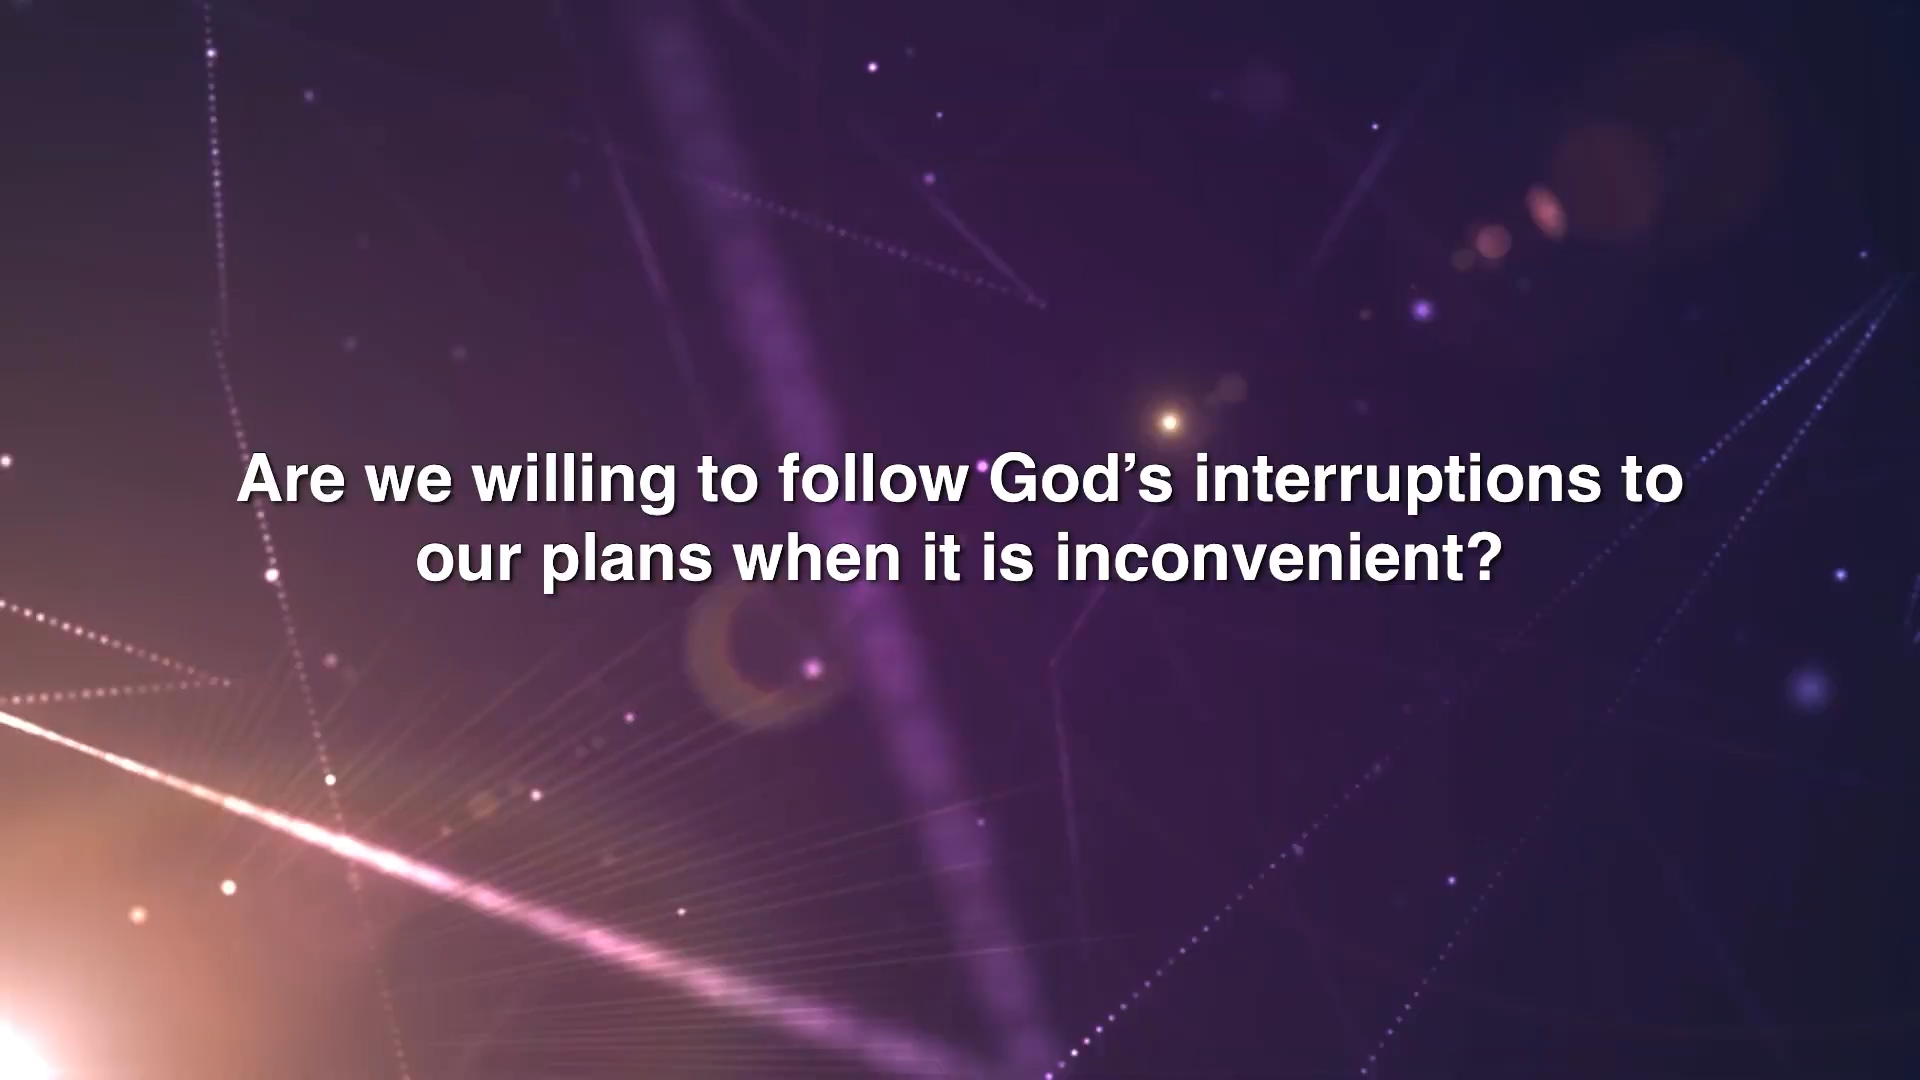 Are we willing to follow God’s interruptions to
our plans when it is inconvenient?